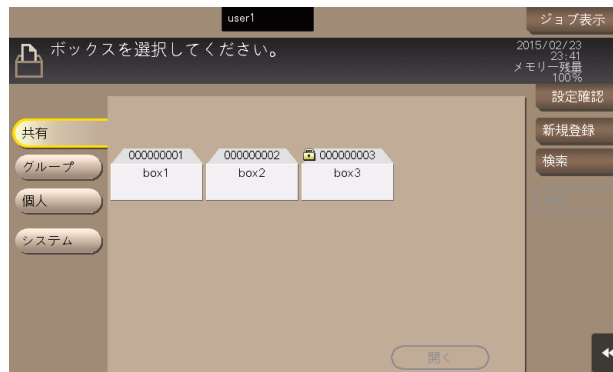 user1
ジョブ表示
ボックスを選択してください。
2015/02/23
23:41
メモリー残量
100%
設定確認
共有
新規登録
000000001
000000002
000000003
検索
グループ
box1
box2
box3
個人
システム
開く